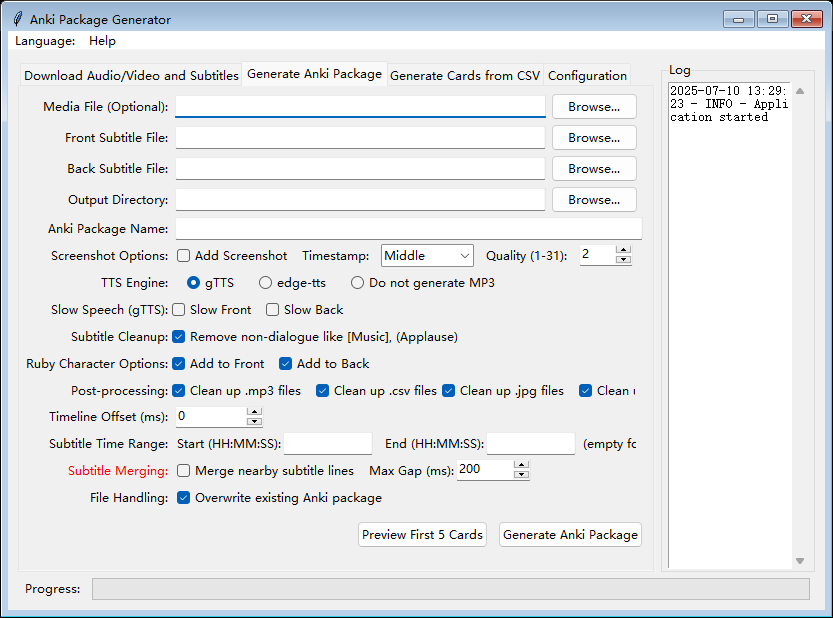 Anki Package Generator
Language: Help
Download Audio/Video and Subtitles Generate Anki Package Generate Cards from CSV Configuration
Media File (Optional): Browse...
Front Subtitle File: Browse...
Back Subtitle File: Browse...
Output Directory: Browse...
Anki Package Name:
Screenshot Options: Add Screenshot Timestamp: Middle Quality (1-31): 2
TTS Engine: gTTS edge-tts Do not generate MP3
Slow Speech (gTTS): Slow Front Slow Back
Subtitle Cleanup: Remove non-dialogue like [Music], (Applause)
Ruby Character Options: Add to Front Add to Back
Post-processing: Clean up .mp3 files Clean up .csv files Clean up .jpg files Clean
Timeline Offset (ms): 0
Subtitle Time Range: Start (HH:MM:SS): End (HH:MM:SS): (empty
Subtitle Merging: Merge nearby subtitle lines Max Gap (ms): 200
File Handling: Overwrite existing Anki package
Preview First 5 Cards Generate Anki Package
Log
2025-07-10 13:29:
23 - INFO - Appli
cation started
Progress: